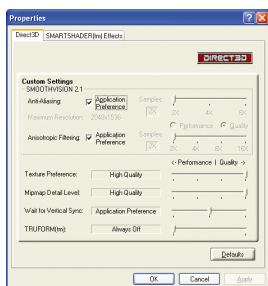 Properties
Direct3D SMARTSHADER(tm) Effects
DIRECT3D
Custom Settings
SMOOTHVISION 2.1
Anti-Aliasing: Application Preference Samples 2X 2X 4X 6X
Maximum Resolution: 2048x1536
Performance Quality
Anisotropic Filtering: Application Preference Samples 2X 4X 8X 16X
<- Performance | Quality ->
Texture Preference: High Quality
Mipmap Detail Level: High Quality
Wait for Vertical Sync: Application Preference
TRUFORM(tm): Always Off
Defaults
OK Cancel Apply